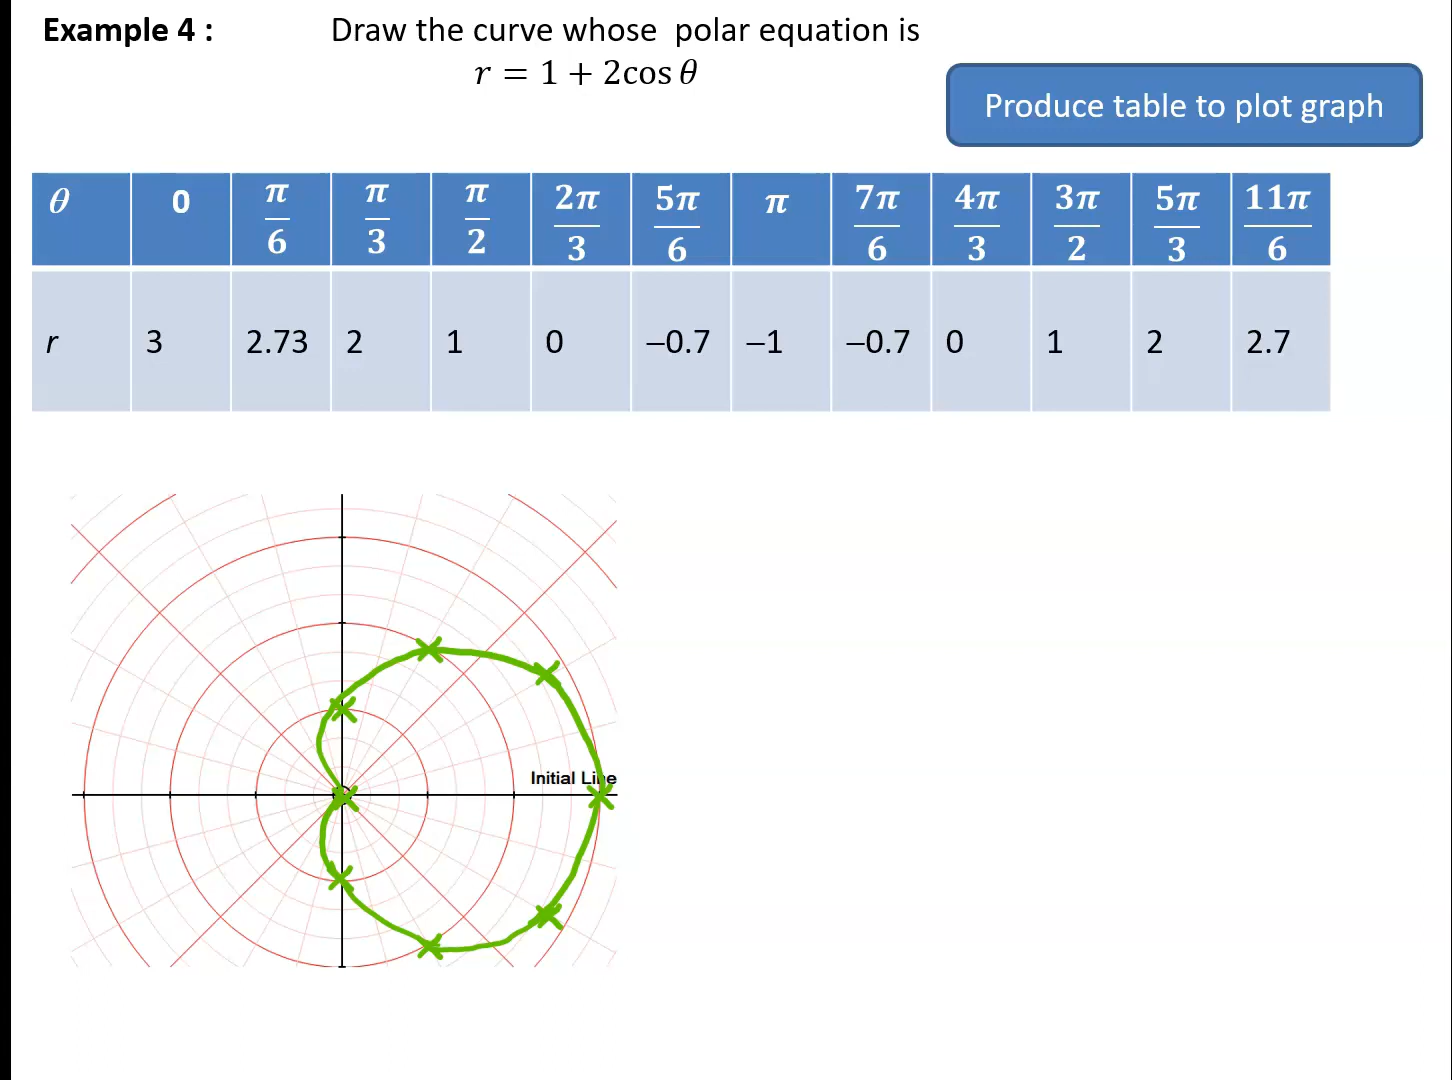 Example 4 : Draw the curve whose polar equation is
r = 1 + 2cos θ
Produce table to plot graph
θ 0 π/6 π/3 π/2 2π/3 5π/6 π 7π/6 4π/3 3π/2 5π/3 11π/6
r 3 2.73 2 1 0 –0.7 –1 –0.7 0 1 2 2.7
Initial Line